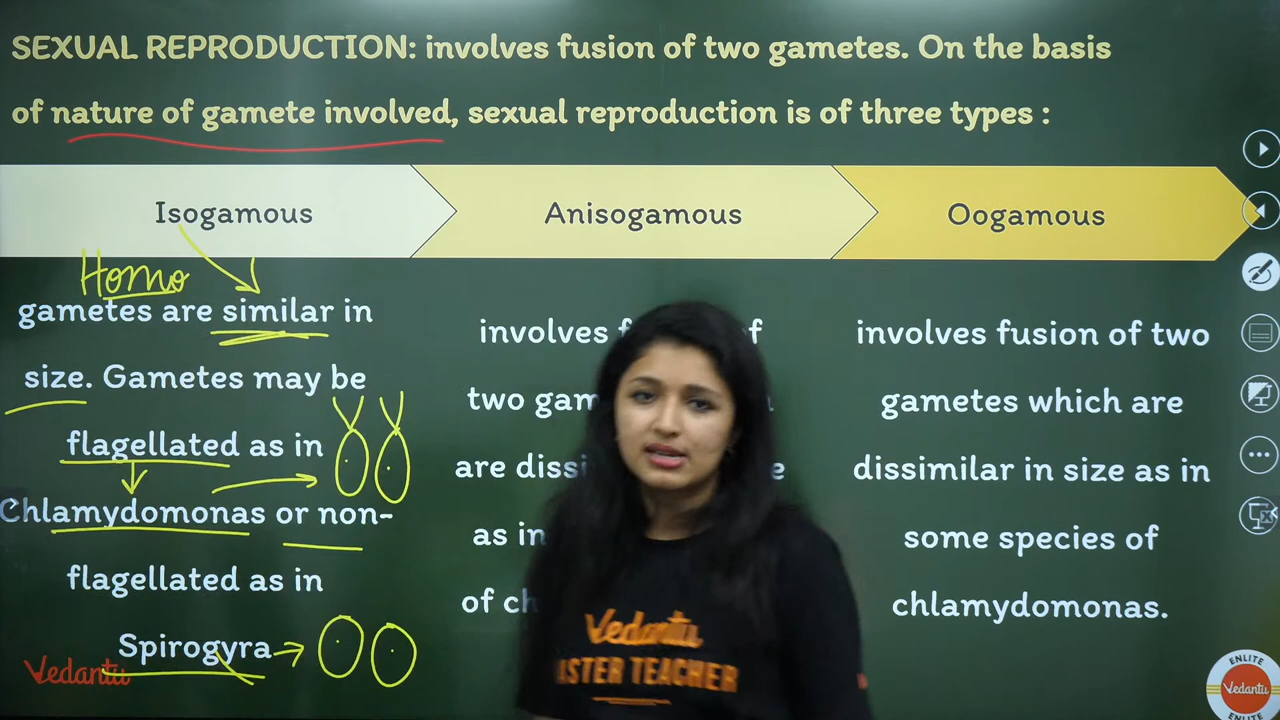 SEXUAL REPRODUCTION: involves fusion of two gametes. On the basis
of nature of gamete involved, sexual reproduction is of three types :
Isogamous
Anisogamous
Oogamous
Homo
gametes are similar in
size. Gametes may be
flagellated as in
Chlamydomonas or non-
flagellated as in
Spirogyra
involves
two
are
as in
of
involves fusion of two
gametes which are
dissimilar in size as in
some species of
chlamydomonas.
Vedantu
Vedantu
ASTER TEACHER
ENLITE
Vedantu
ENLITE